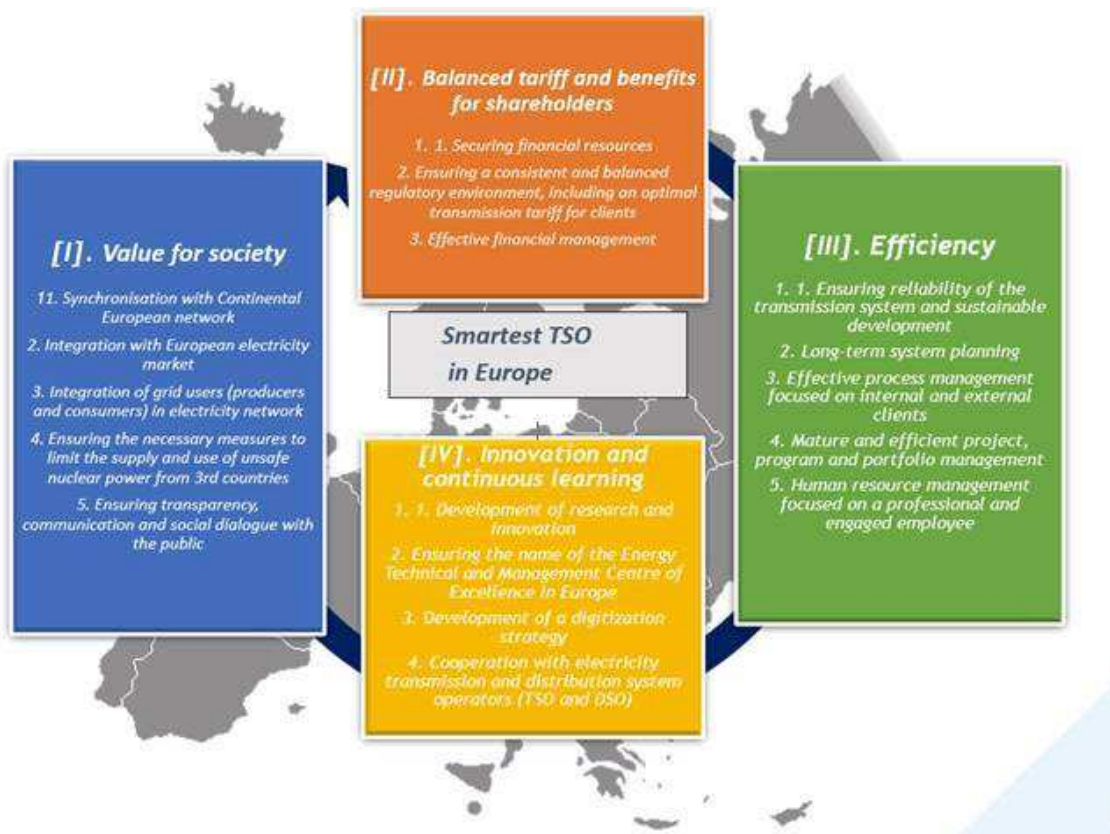 [II]. Balanced tariff and benefits
for shareholders
1. 1. Securing financial resources
2. Ensuring a consistent and balanced
regulatory environment, including an optimal
transmission tariff for clients
3. Effective financial management
[I]. Value for society
11. Synchronisation with Continental
European network
2. Integration with European electricity
market
3. Integration of grid users (producers
and consumers) in electricity network
4. Ensuring the necessary measures to
limit the supply and use of unsafe
nuclear power from 3rd countries
5. Ensuring transparency,
communication and social dialogue with
the public
Smartest TSO
in Europe
[III]. Efficiency
1. 1. Ensuring reliability of the
transmission system and sustainable
development
2. Long-term system planning
3. Effective process management
focused on internal and external
clients
4. Mature and efficient project,
program and portfolio management
5. Human resource management
focused on a professional and
engaged employee
[IV]. Innovation and
continuous learning
1. 1. Development of research and
innovation
2. Ensuring the name of the Energy
Technical and Management Centre of
Excellence in Europe
3. Development of a digitization
strategy
4. Cooperation with electricity
transmission and distribution system
operators (TSO and DSO)